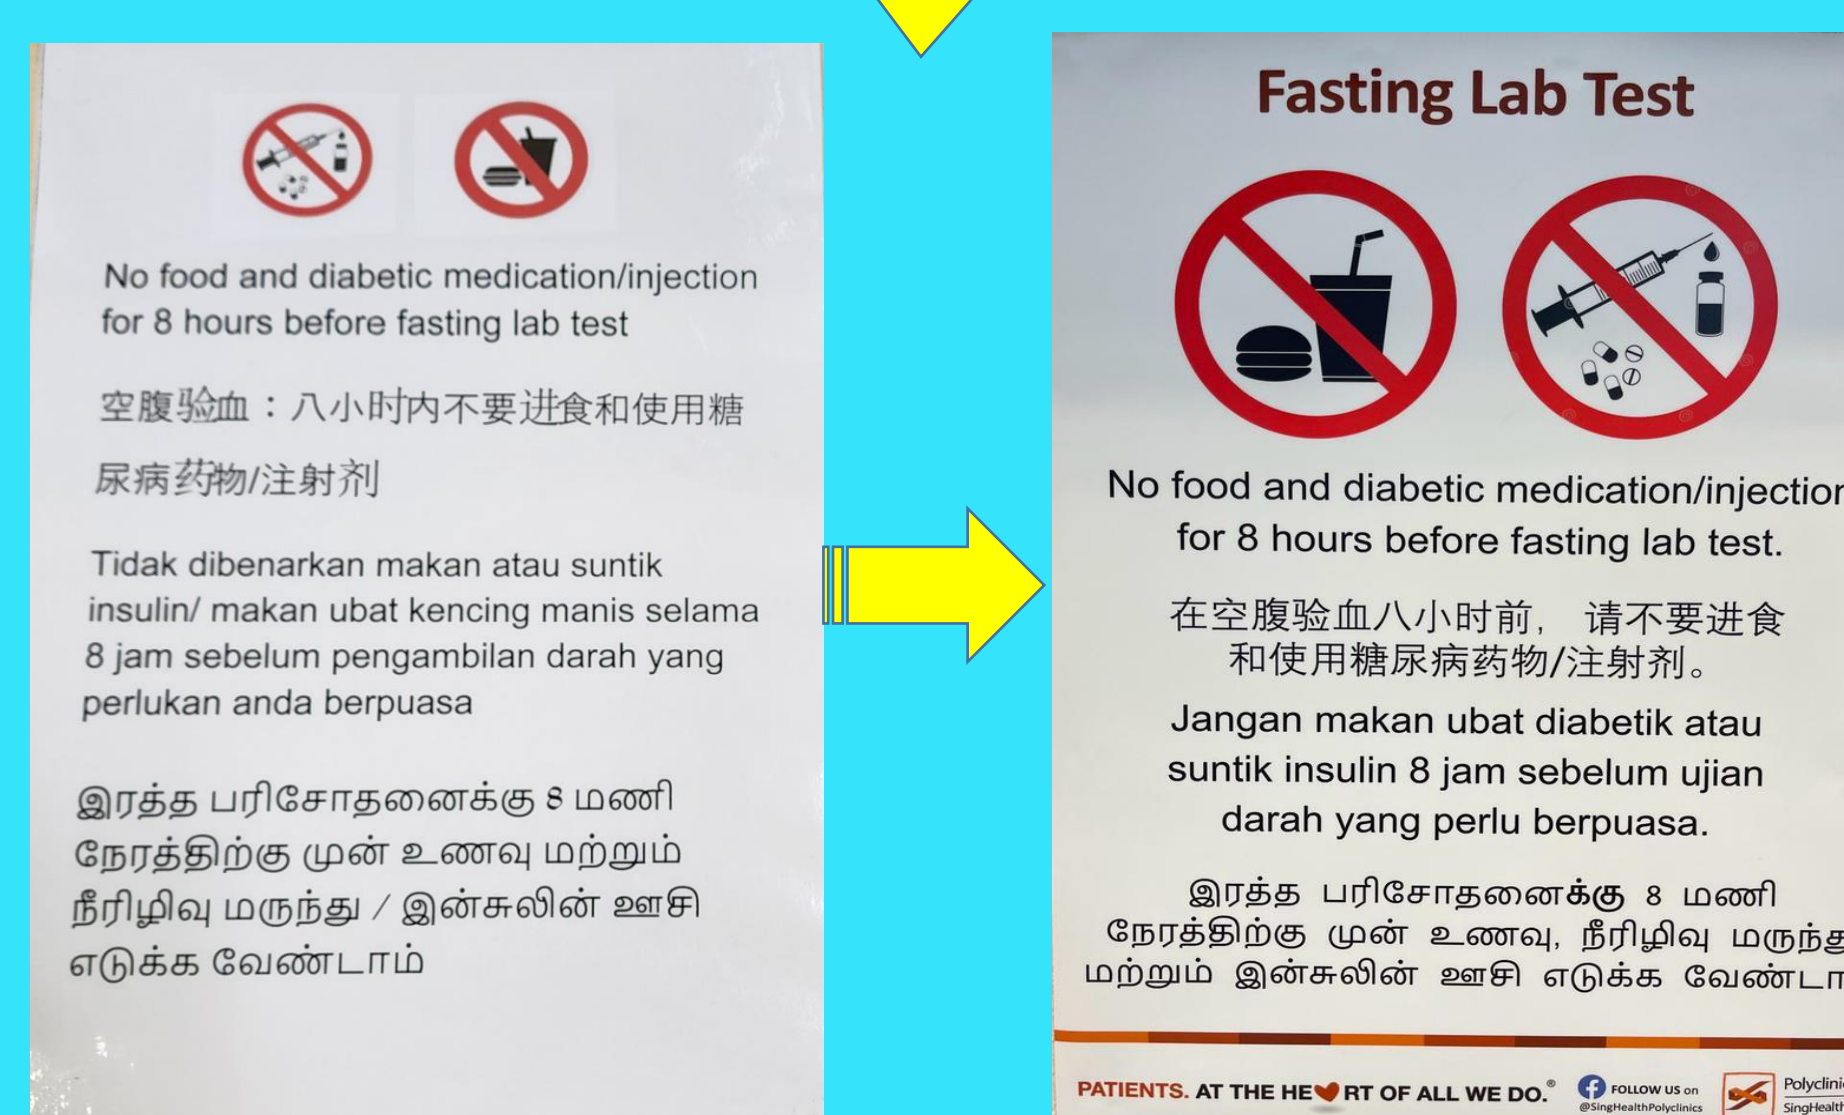 No food and diabetic medication/injection
for 8 hours before fasting lab test
空腹验血：八小时内不要进食和使用糖
尿病药物/注射剂
Tidak dibenarkan makan atau suntik
insulin/ makan ubat kencing manis selama
8 jam sebelum pengambilan darah yang
perlukan anda berpuasa
இரத்த பரிசோதனைக்கு 8 மணி
நேரத்திற்கு முன் உணவு மற்றும்
நீரிழிவு மருந்து / இன்சுலின் ஊசி
எடுக்க வேண்டாம்
Fasting Lab Test
No food and diabetic medication/injection
for 8 hours before fasting lab test.
在空腹验血八小时前， 请不要进食
和使用糖尿病药物/注射剂。
Jangan makan ubat diabetik atau
suntik insulin 8 jam sebelum ujian
darah yang perlu berpuasa.
இரத்த பரிசோதனைக்கு 8 மணி
நேரத்திற்கு முன் உணவு, நீரிழிவு மருந்து
மற்றும் இன்சுலின் ஊசி எடுக்க
PATIENTS. AT THE HE❤RT OF ALL WE DO.®
FOLLOW US on
@SingHealthPolyclinics
SingHealth